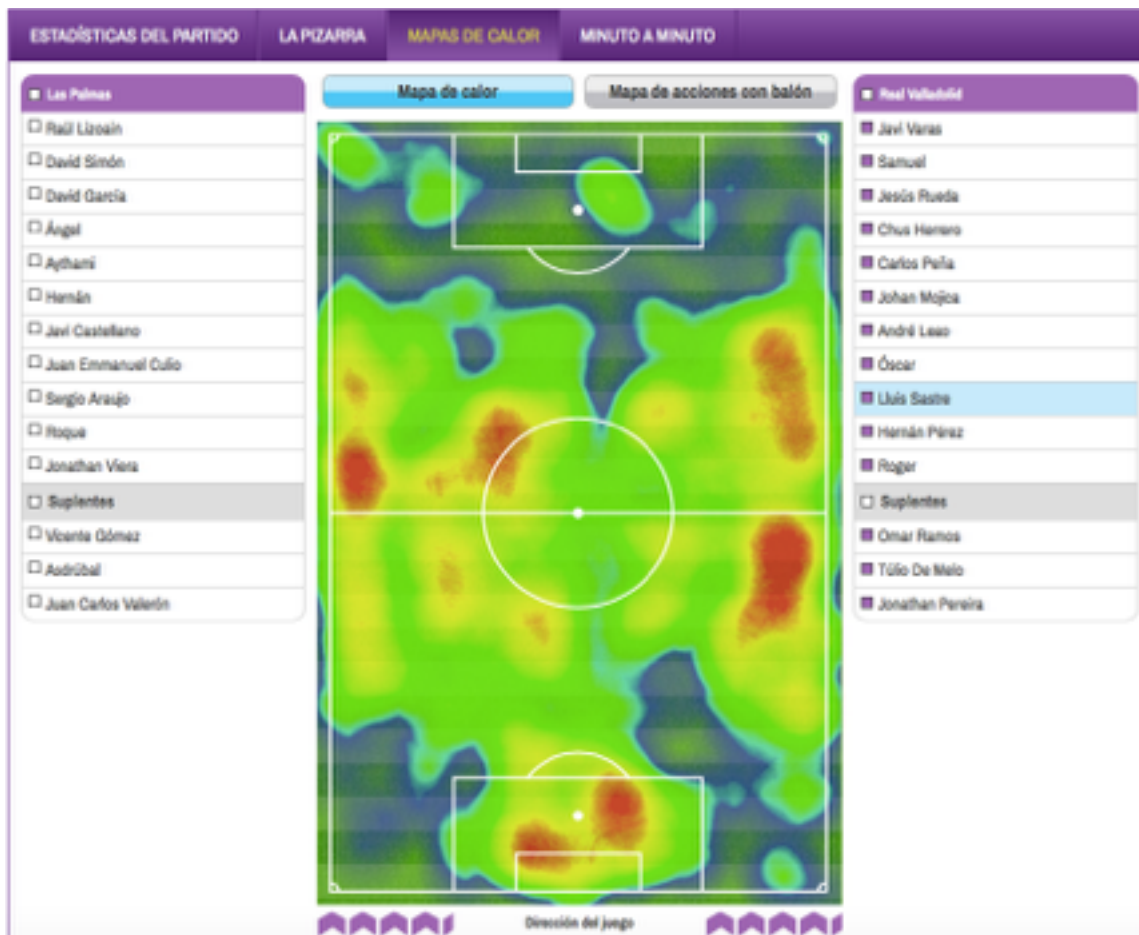 ESTADÍSTICAS DEL PARTIDO
LA PIZARRA
MAPAS DE CALOR
MINUTO A MINUTO
Las Palmas
Raúl Lizoain
David Simón
David García
Ángel
Aythami
Hernán
Javi Castellano
Juan Emmanuel Culio
Sergio Araujo
Roque
Jonathan Viera
Suplentes
Vicente Gómez
Asdrúbal
Juan Carlos Valerón
Mapa de calor
Mapa de acciones con balón
Dirección del juego
Real Valladolid
Javi Varas
Samuel
Jesús Rueda
Chus Herrero
Carlos Peña
Johan Mojica
André Leao
Óscar
Lluis Sastre
Hernán Pérez
Roger
Suplentes
Omar Ramos
Túlio De Melo
Jonathan Pereira